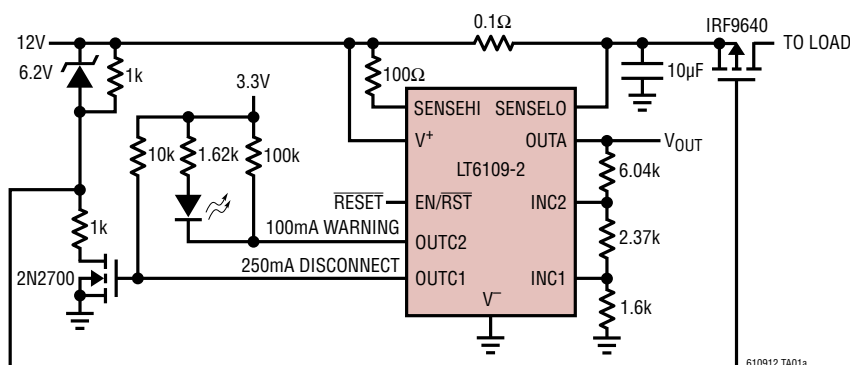 0.1Ω
IRF9640
12V
TO LOAD
6.2V
1k
100Ω
10µF
3.3V
SENSEHI
SENSELO
10k
1.62k
100k
V+
OUTA
VOUT
LT6109-2
6.04k
RESET
EN/RST
INC2
1k
100mA WARNING
OUTC2
2.37k
250mA DISCONNECT
2N2700
OUTC1
INC1
V–
1.6k
610912 TA01a